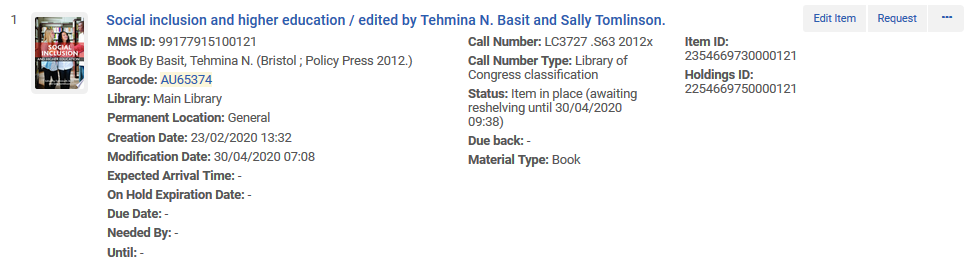 1
Social inclusion and higher education / edited by Tehmina N. Basit and Sally Tomlinson.
Edit Item
Request
SOCIAL
INCLUSION
AND HIGHER EDUCATION
MMS ID: 99177915100121
Book By Basit, Tehmina N. (Bristol ; Policy Press 2012.)
Barcode: AU65374
Library: Main Library
Permanent Location: General
Creation Date: 23/02/2020 13:32
Modification Date: 30/04/2020 07:08
Expected Arrival Time: -
On Hold Expiration Date: -
Due Date: -
Needed By: -
Until: -
Call Number: LC3727 .S63 2012x
Call Number Type: Library of
Congress classification
Status: Item in place (awaiting
reshelving until 30/04/2020
09:38)
Due back: -
Material Type: Book
Item ID:
2354669730000121
Holdings ID:
2254669750000121